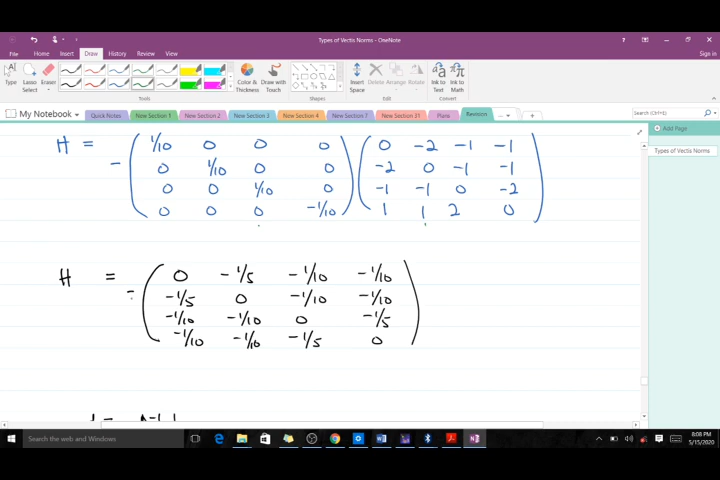 Types of Vectis Norms - OneNote
File Home Insert Draw History Review View
Type Lasso Select Eraser Color & Thickness Draw with Touch Insert Space Delete Arrange Rotate Ink to Text Ink to Math
Tools Shapes Edit Convert
My Notebook Quick Notes New Section 1 New Section 2 New Section 3 New Section 4 New Section 7 New Section 31 Plans Revision Search (Ctrl+E)
Add Page
Types of Vectis Norms
H = - ( 1/10 0 0 0 ) ( 0 -2 -1 -1 )
0 1/10 0 0 -2 0 -1 -1
0 0 1/10 0 -1 -1 0 -2
0 0 0 -1/10 1 1 2 0
H = - ( 0 -1/5 -1/10 -1/10 )
-1/5 0 -1/10 -1/10
-1/10 -1/10 0 -1/5
-1/10 -1/10 -1/5 0
Search the Web and Windows
8:08 PM
5/15/2020